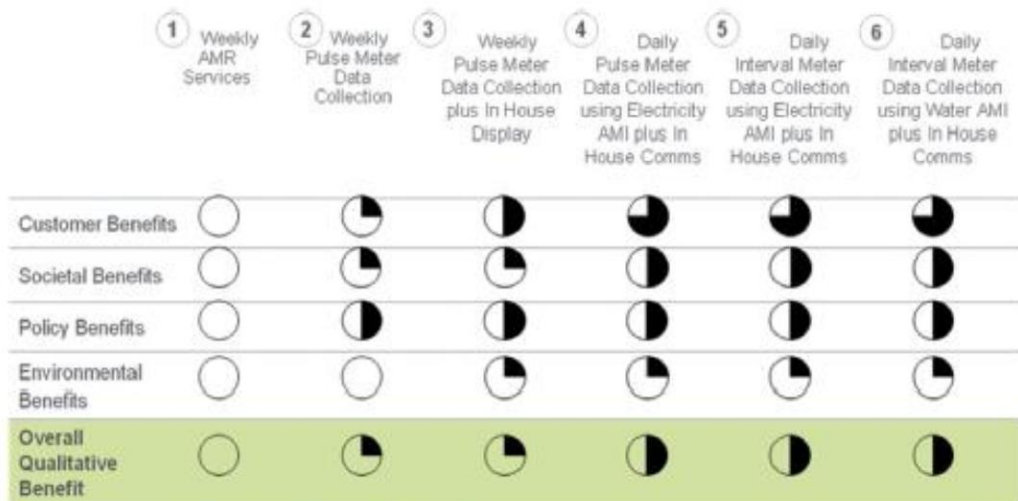 1 Weekly
AMR
Services
2 Weekly
Pulse Meter
Data
Collection
3 Weekly
Pulse Meter
Data Collection
plus In House
Display
4 Daily
Pulse Meter
Data Collection
using Electricity
AMI plus In
House Comms
5 Daily
Interval Meter
Data Collection
using Electricity
AMI plus In
House Comms
6 Daily
Interval Meter
Data Collection
using Water AMI
plus In House
Comms
Customer Benefits
Societal Benefits
Policy Benefits
Environmental
Benefits
Overall
Qualitative
Benefit